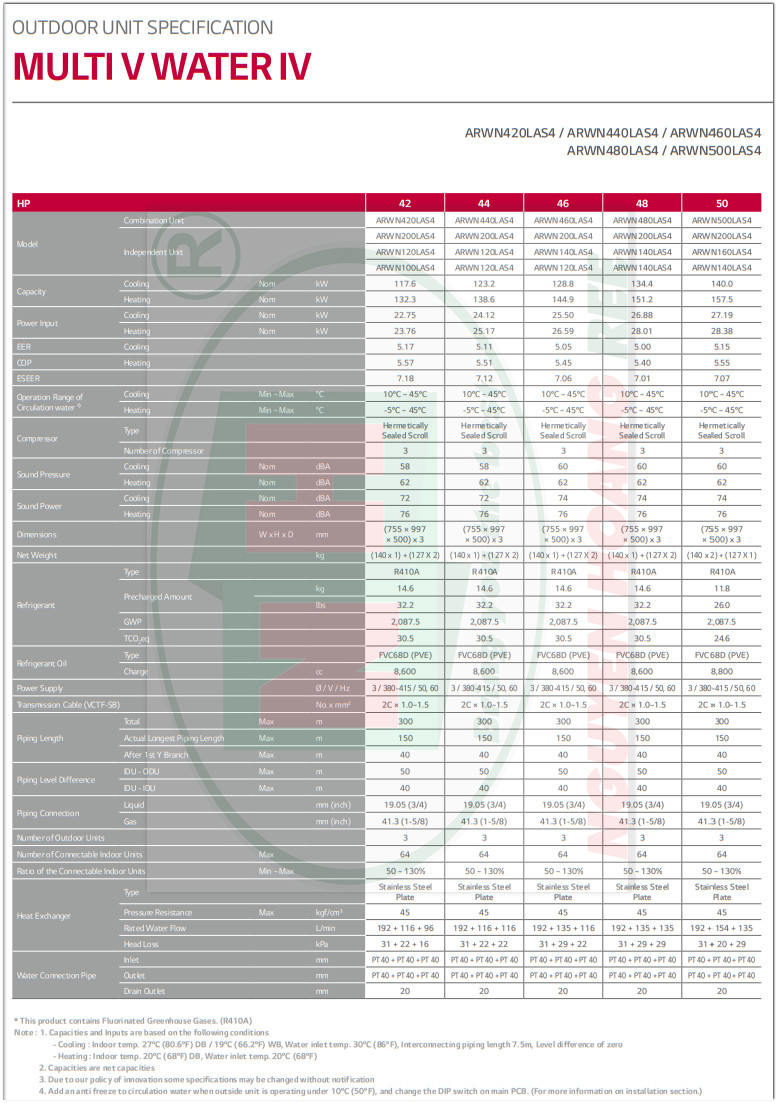 OUTDOOR UNIT SPECIFICATION
MULTI V WATER IV
ARWN420LAS4 / ARWN440LAS4 / ARWN460LAS4
ARWN480LAS4 / ARWN500LAS4
HP 42 44 46 48 50
Model Combination Unit ARWN420LAS4 ARWN440LAS4 ARWN460LAS4 ARWN480LAS4 ARWN500LAS4
Independent Unit ARWN200LAS4 ARWN200LAS4 ARWN200LAS4 ARWN200LAS4 ARWN200LAS4
ARWN120LAS4 ARWN120LAS4 ARWN140LAS4 ARWN140LAS4 ARWN160LAS4
ARWN100LAS4 ARWN120LAS4 ARWN120LAS4 ARWN140LAS4 ARWN140LAS4
Capacity Cooling Nom kW 117.6 123.2 128.8 134.4 140.0
Heating Nom kW 132.3 138.6 144.9 151.2 157.5
Power Input Cooling Nom kW 22.75 24.12 25.50 26.88 27.19
Heating Nom kW 23.76 25.17 26.59 28.01 28.38
EER Cooling 5.17 5.11 5.05 5.00 5.15
COP Heating 5.57 5.51 5.45 5.40 5.55
ESEER 7.18 7.12 7.06 7.01 7.07
Operation Range of Circulation water 4) Cooling Min ~ Max °C 10°C ~ 45°C 10°C ~ 45°C 10°C ~ 45°C 10°C ~ 45°C 10°C ~ 45°C
Heating Min ~ Max °C -5°C ~ 45°C -5°C ~ 45°C -5°C ~ 45°C -5°C ~ 45°C -5°C ~ 45°C
Compressor Type Hermetically Sealed Scroll Hermetically Sealed Scroll Hermetically Sealed Scroll Hermetically Sealed Scroll Hermetically Sealed Scroll
Number of Compressor 3 3 3 3 3
Sound Pressure Cooling Nom dBA 58 58 60 60 60
Heating Nom dBA 62 62 62 62 62
Sound Power Cooling Nom dBA 72 72 74 74 74
Heating Nom dBA 76 76 76 76 76
Dimensions W x H x D mm (755 × 997 × 500) x 3 (755 × 997 × 500) x 3 (755 × 997 × 500) x 3 (755 × 997 × 500) x 3 (755 × 997 × 500) x 3
Net Weight kg (140 x 1) + (127 X 2) (140 x 1) + (127 X 2) (140 x 1) + (127 X 2) (140 x 1) + (127 X 2) (140 x 2) + (127 X 1)
Refrigerant Type R410A R410A R410A R410A R410A
Precharged Amount kg 14.6 14.6 14.6 14.6 11.8
lbs 32.2 32.2 32.2 32.2 26.0
GWP 2,087.5 2,087.5 2,087.5 2,087.5 2,087.5
TCO₂eq 30.5 30.5 30.5 30.5 24.6
Refrigerant Oil Type FVC68D (PVE) FVC68D (PVE) FVC68D (PVE) FVC68D (PVE) FVC68D (PVE)
Charge cc 8,600 8,600 8,600 8,600 8,800
Power Supply Ø / V / Hz 3 / 380-415 / 50, 60 3 / 380-415 / 50, 60 3 / 380-415 / 50, 60 3 / 380-415 / 50, 60 3 / 380-415 / 50, 60
Transmission Cable (VCTF-SB) No. x mm² 2C × 1.0~1.5 2C × 1.0~1.5 2C × 1.0~1.5 2C × 1.0~1.5 2C × 1.0~1.5
Piping Length Total Max m 300 300 300 300 300
Actual Longest Piping Length Max m 150 150 150 150 150
After 1st Y Branch Max m 40 40 40 40 40
Piping Level Difference IDU - ODU Max m 50 50 50 50 50
IDU - IDU Max m 40 40 40 40 40
Piping Connection Liquid mm (inch) 19.05 (3/4) 19.05 (3/4) 19.05 (3/4) 19.05 (3/4) 19.05 (3/4)
Gas mm (inch) 41.3 (1-5/8) 41.3 (1-5/8) 41.3 (1-5/8) 41.3 (1-5/8) 41.3 (1-5/8)
Number of Outdoor Units 3 3 3 3 3
Number of Connectable Indoor Units Max 64 64 64 64 64
Ratio of the Connectable Indoor Units Min ~ Max 50 ~ 130% 50 ~ 130% 50 ~ 130% 50 ~ 130% 50 ~ 130%
Heat Exchanger Type Stainless Steel Plate Stainless Steel Plate Stainless Steel Plate Stainless Steel Plate Stainless Steel Plate
Pressure Resistance Max kgf/cm² 45 45 45 45 45
Rated Water Flow L/min 192 + 116 + 96 192 + 116 + 116 192 + 135 + 116 192 + 135 + 135 192 + 154 + 135
Head Loss kPa 31 + 22 + 16 31 + 22 + 22 31 + 29 + 22 31 + 29 + 29 31 + 20 + 29
Water Connection Pipe Inlet mm PT 40 + PT 40 + PT 40 PT 40 + PT 40 + PT 40 PT 40 + PT 40 + PT 40 PT 40 + PT 40 + PT 40 PT 40 + PT 40 + PT 40
Outlet mm PT 40 + PT 40 + PT 40 PT 40 + PT 40 + PT 40 PT 40 + PT 40 + PT 40 PT 40 + PT 40 + PT 40 PT 40 + PT 40 + PT 40
Drain Outlet mm 20 20 20 20 20
* This product contains Fluorinated Greenhouse Gases. (R410A)
Note : 1. Capacities and Inputs are based on the following conditions
- Cooling : Indoor temp. 27°C (80.6°F) DB / 19°C (66.2°F) WB, Water inlet temp. 30°C (86°F), Interconnecting piping length 7.5m, Level difference of zero
- Heating : Indoor temp. 20°C (68°F) DB, Water inlet temp. 20°C (68°F)
2. Capacities are net capacities
3. Due to our policy of innovation some specifications may be changed without notification
4. Add an anti freeze to circulation water when outside unit is operating under 10°C (50°F), and change the DIP switch on main PCB. (For more information on installation section.)
®
NGUYEN HOANG REE